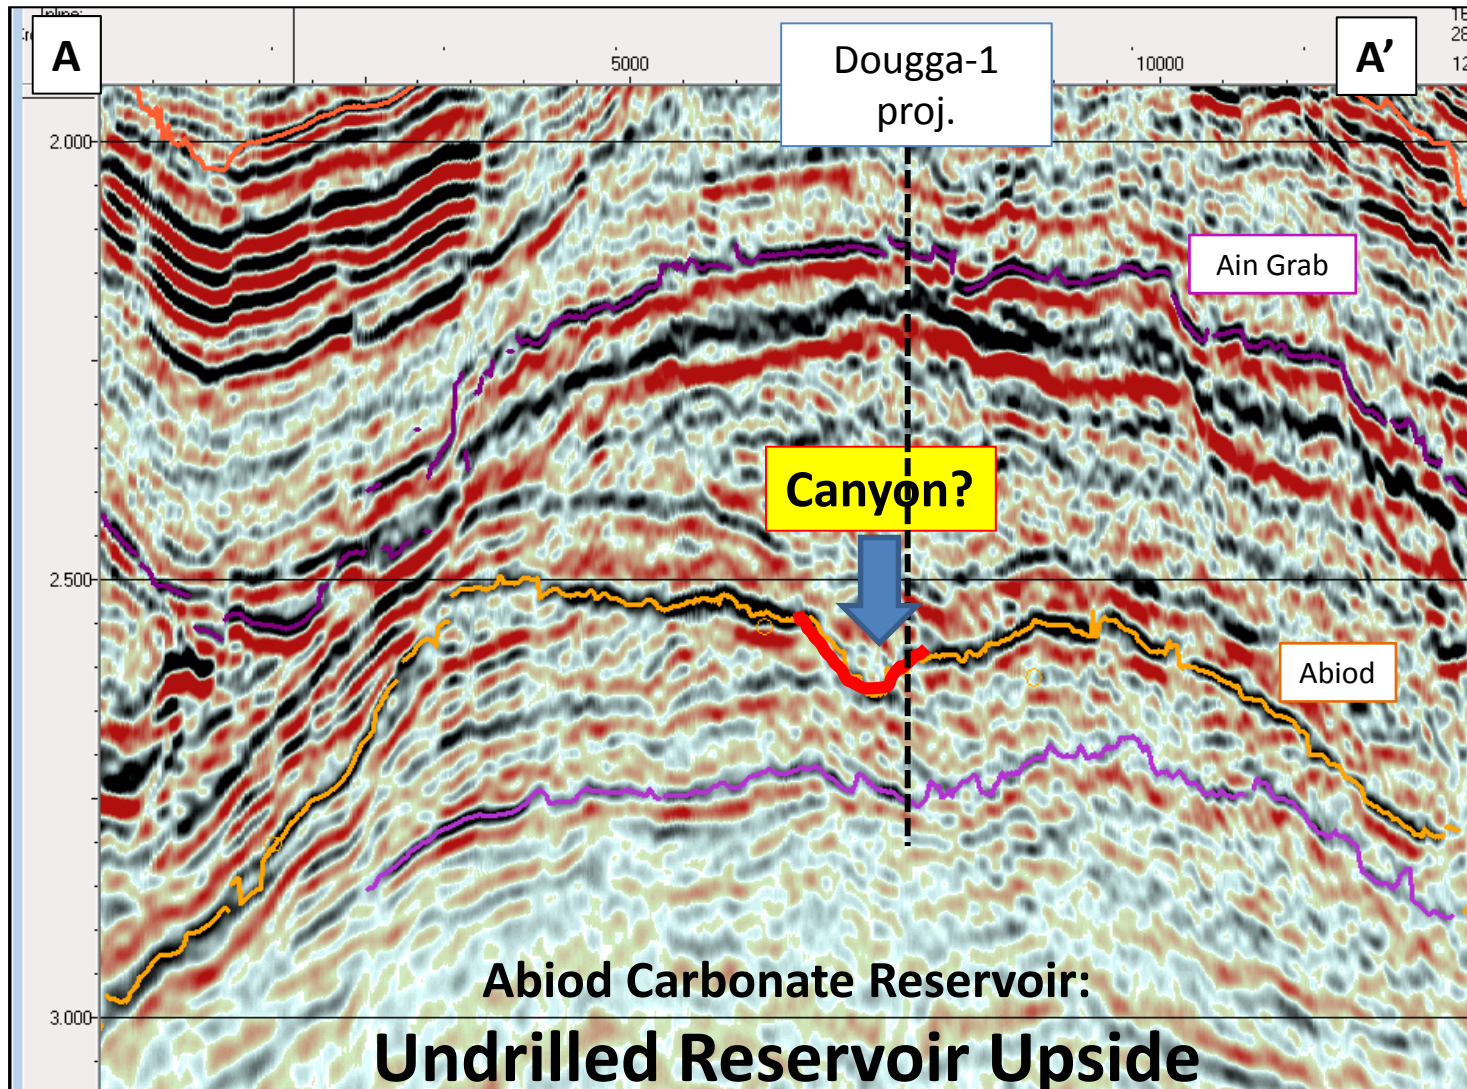 A
5000
Dougga-1
proj.
10000
A'
2.000
Ain Grab
Canyon?
2.500
Abiod
Abiod Carbonate Reservoir:
3.000
Undrilled Reservoir Upside